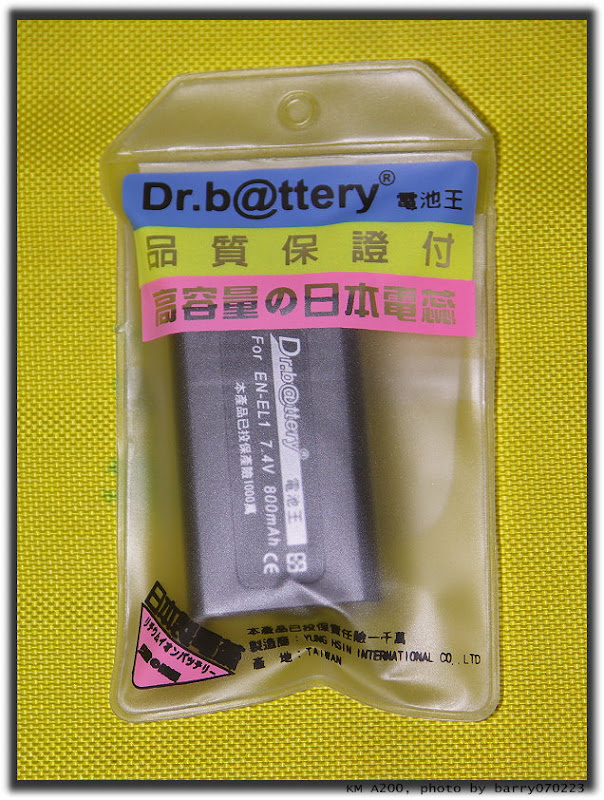 Dr.b@ttery® 電池王
品質保證付
高容量の日本電蕊
Dr.b@ttery® 電池王
For EN-EL1 7.4V 800mAh CE
本產品已投保產險1000萬
リチウムイオンバッテリー
本產品已投保責任險一千萬
製造商：YUNG HSIN INTERNATIONAL CO.,LTD
產 地：TAIWAN
KM A200, photo by barry070223